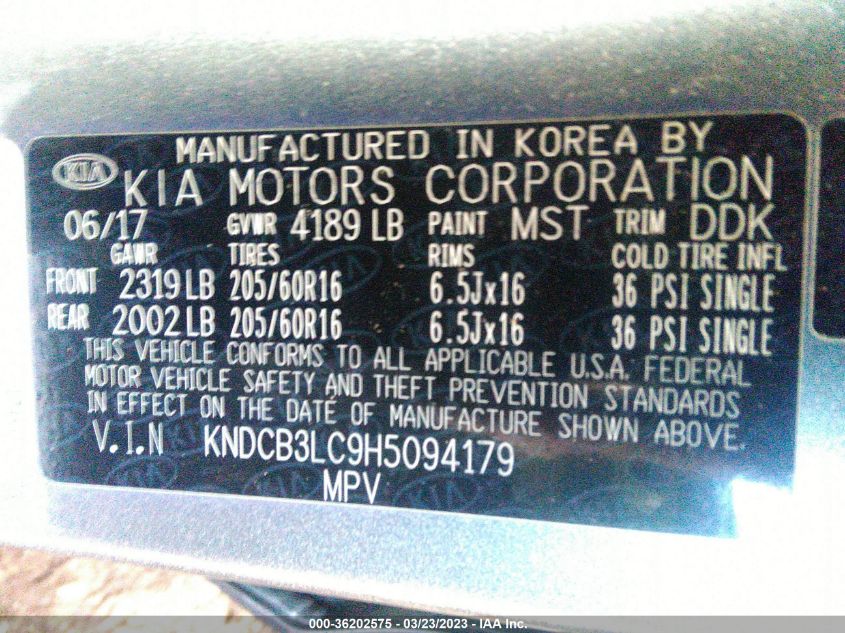 MANUFACTURED IN KOREA BY
KIA KIA MOTORS CORPORATION
06/17 GVWR 4189 LB PAINT MST TRIM DDK
GAWR TIRES RIMS COLD TIRE INFL
FRONT 2319 LB 205/60R16 6.5Jx16 36 PSI SINGLE
REAR 2002 LB 205/60R16 6.5Jx16 36 PSI SINGLE
THIS VEHICLE CONFORMS TO ALL APPLICABLE U.S.A. FEDERAL
MOTOR VEHICLE SAFETY AND THEFT PREVENTION STANDARDS
IN EFFECT ON THE DATE OF MANUFACTURE SHOWN ABOVE.
V.I.N KNDCB3LC9H5094179
MPV
000-36202575 - 03/23/2023 - IAA Inc.